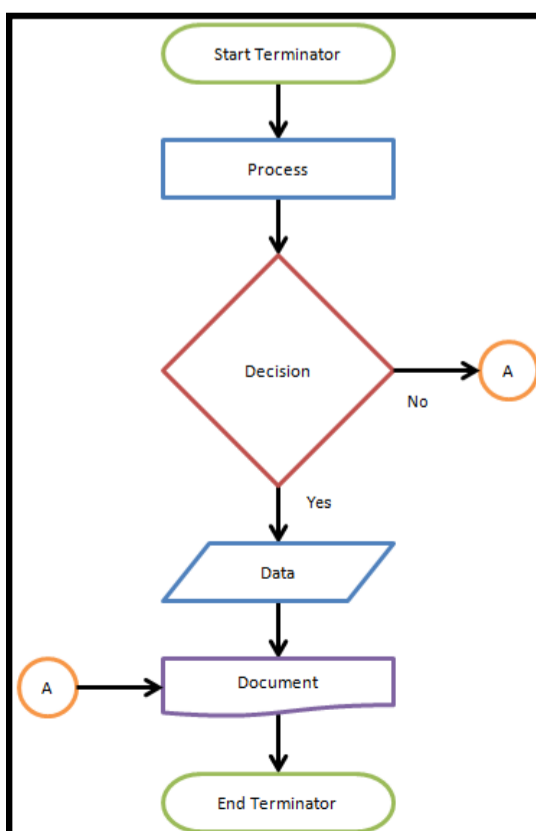 Start Terminator
Process
Decision
A
No
Yes
Data
A
Document
End Terminator